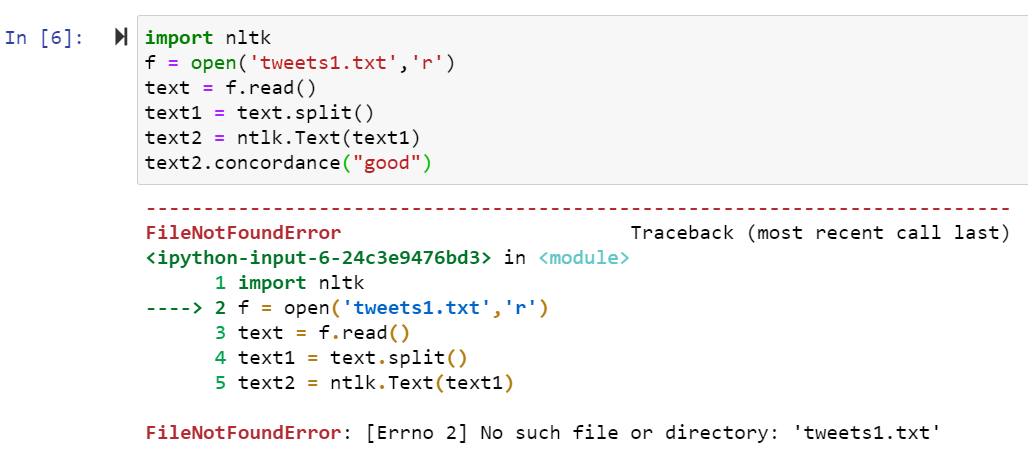 In [6]:
import nltk
f = open('tweets1.txt','r')
text = f.read()
text1 = text.split()
text2 = ntlk.Text(text1)
text2.concordance("good")
---------------------------------------------------------------------------
FileNotFoundError                         Traceback (most recent call last)
<ipython-input-6-24c3e9476bd3> in <module>
      1 import nltk
----> 2 f = open('tweets1.txt','r')
      3 text = f.read()
      4 text1 = text.split()
      5 text2 = ntlk.Text(text1)
FileNotFoundError: [Errno 2] No such file or directory: 'tweets1.txt'